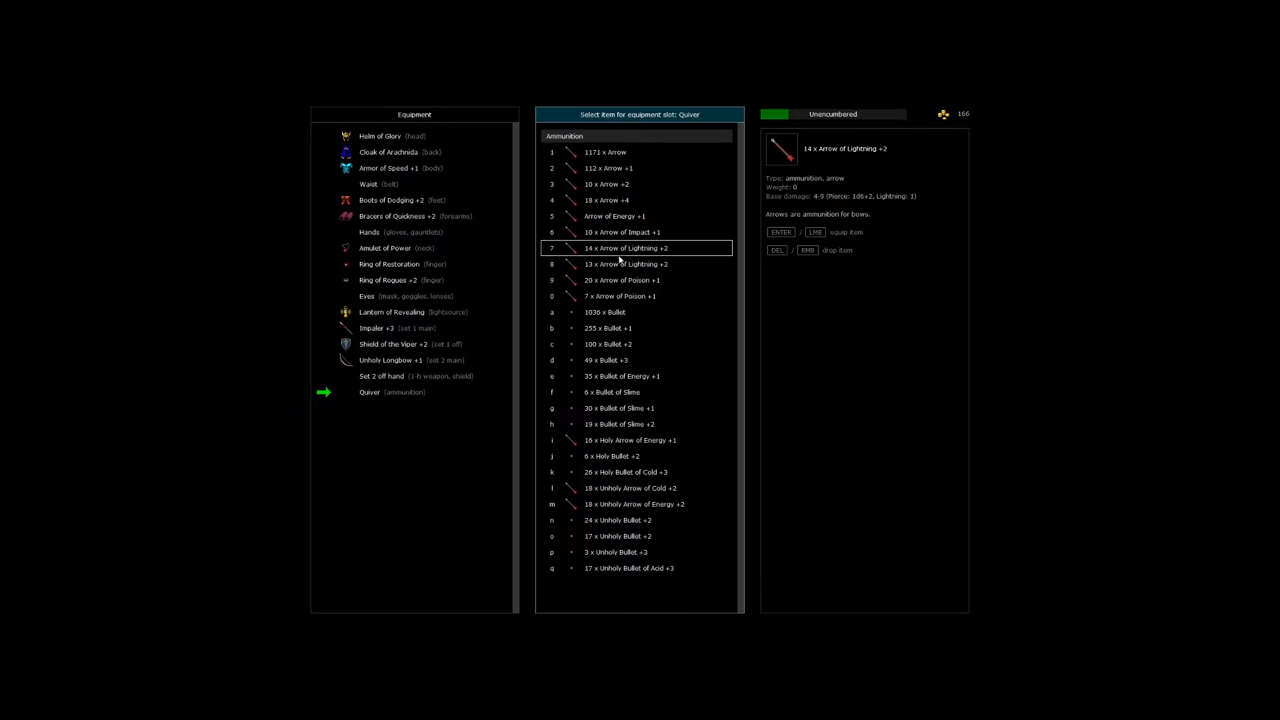 Equipment
Helm of Glory (head)
Cloak of Arachnida (back)
Armor of Speed +1 (body)
Waist (belt)
Boots of Dodging +2 (feet)
Bracers of Quickness +2 (forearms)
Hands (gloves, gauntlets)
Amulet of Power (neck)
Ring of Restoration (finger)
Ring of Rogues +2 (finger)
Eyes (mask, goggles, lenses)
Lantern of Revealing (lightsource)
Impaler +3 (set 1 main)
Shield of the Viper +2 (set 1 off)
Unholy Longbow +1 (set 2 main)
Set 2 off hand (1-h weapon, shield)
Quiver (ammunition)
Select item for equipment slot: Quiver
Ammunition
1 1171 x Arrow
2 112 x Arrow +1
3 10 x Arrow +2
4 18 x Arrow +4
5 Arrow of Energy +1
6 10 x Arrow of Impact +1
7 14 x Arrow of Lightning +2
8 13 x Arrow of Lightning +2
9 20 x Arrow of Poison +1
0 7 x Arrow of Poison +1
a 1036 x Bullet
b 255 x Bullet +1
c 100 x Bullet +2
d 49 x Bullet +3
e 35 x Bullet of Energy +1
f 6 x Bullet of Slime
g 30 x Bullet of Slime +1
h 19 x Bullet of Slime +2
i 16 x Holy Arrow of Energy +1
j 6 x Holy Bullet +2
k 26 x Holy Bullet of Cold +3
l 18 x Unholy Arrow of Cold +2
m 18 x Unholy Arrow of Energy +2
n 24 x Unholy Bullet +2
o 17 x Unholy Bullet +2
p 3 x Unholy Bullet +3
q 17 x Unholy Bullet of Acid +3
Unencumbered 166
14 x Arrow of Lightning +2
Type: ammunition, arrow
Weight: 0
Base damage: 4-9 (Pierce: 1d6+2, Lightning: 1)
Arrows are ammunition for bows.
ENTER / LMB equip item
DEL / RMB drop item